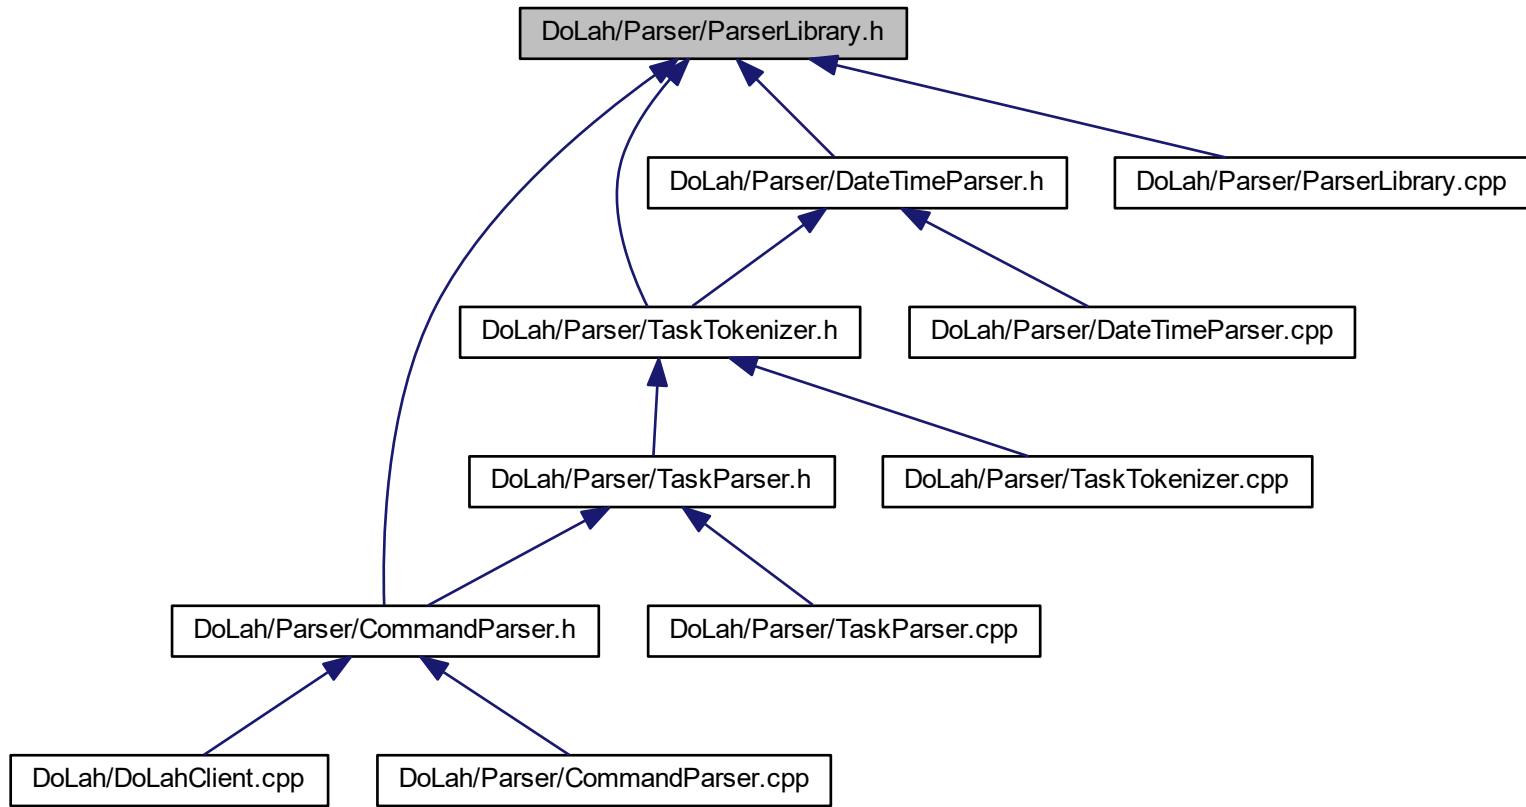 DoLah/Parser/ParserLibrary.h
DoLah/Parser/DateTimeParser.h
DoLah/Parser/ParserLibrary.cpp
DoLah/Parser/TaskTokenizer.h
DoLah/Parser/DateTimeParser.cpp
DoLah/Parser/TaskParser.h
DoLah/Parser/TaskTokenizer.cpp
DoLah/Parser/CommandParser.h
DoLah/Parser/TaskParser.cpp
DoLah/DoLahClient.cpp
DoLah/Parser/CommandParser.cpp